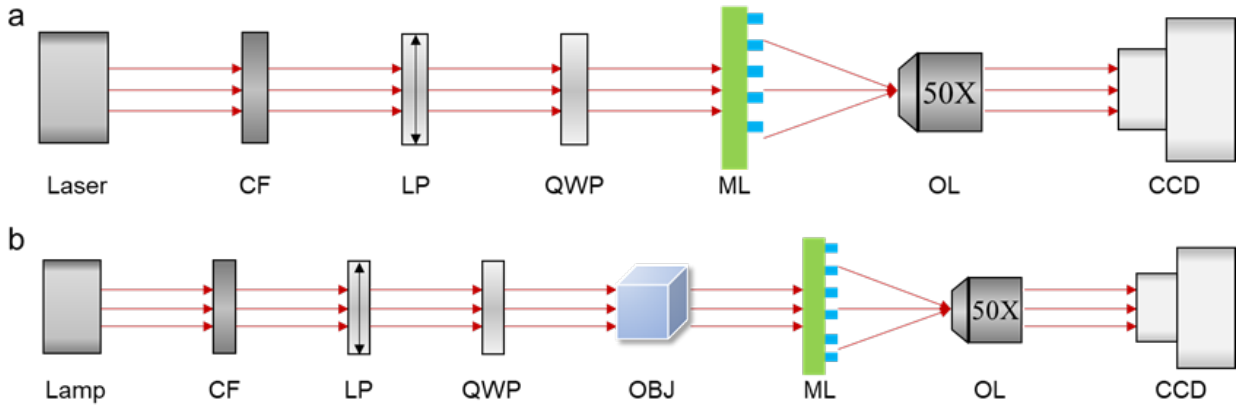 a
50X
Laser CF LP QWP ML OL CCD
b
50X
Lamp CF LP QWP OBJ ML OL CCD